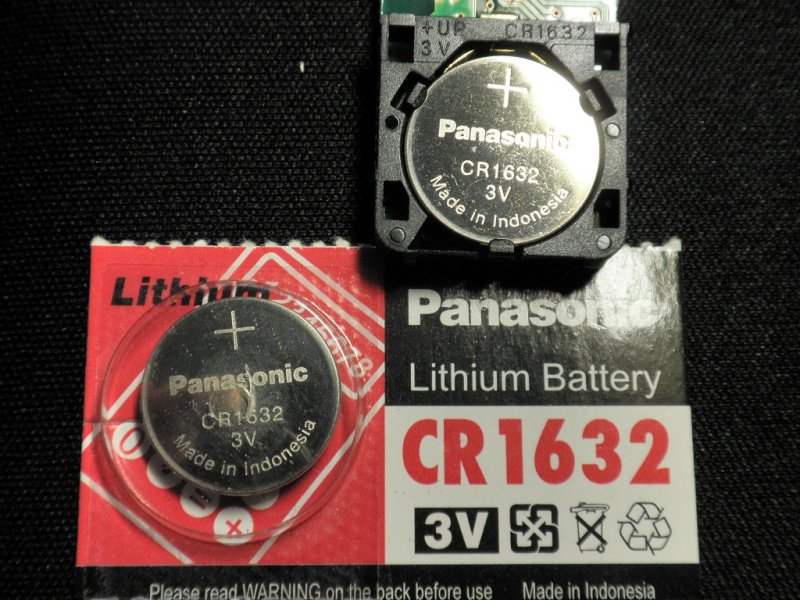 +UP CR1632
3V
+
Panasonic
CR1632
3V
Made in Indonesia
Lithium
Panasonic
Lithium Battery
CR1632
3V
+
Panasonic
CR1632
3V
Made in Indonesia
Please read WARNING on the back before use Made in Indonesia